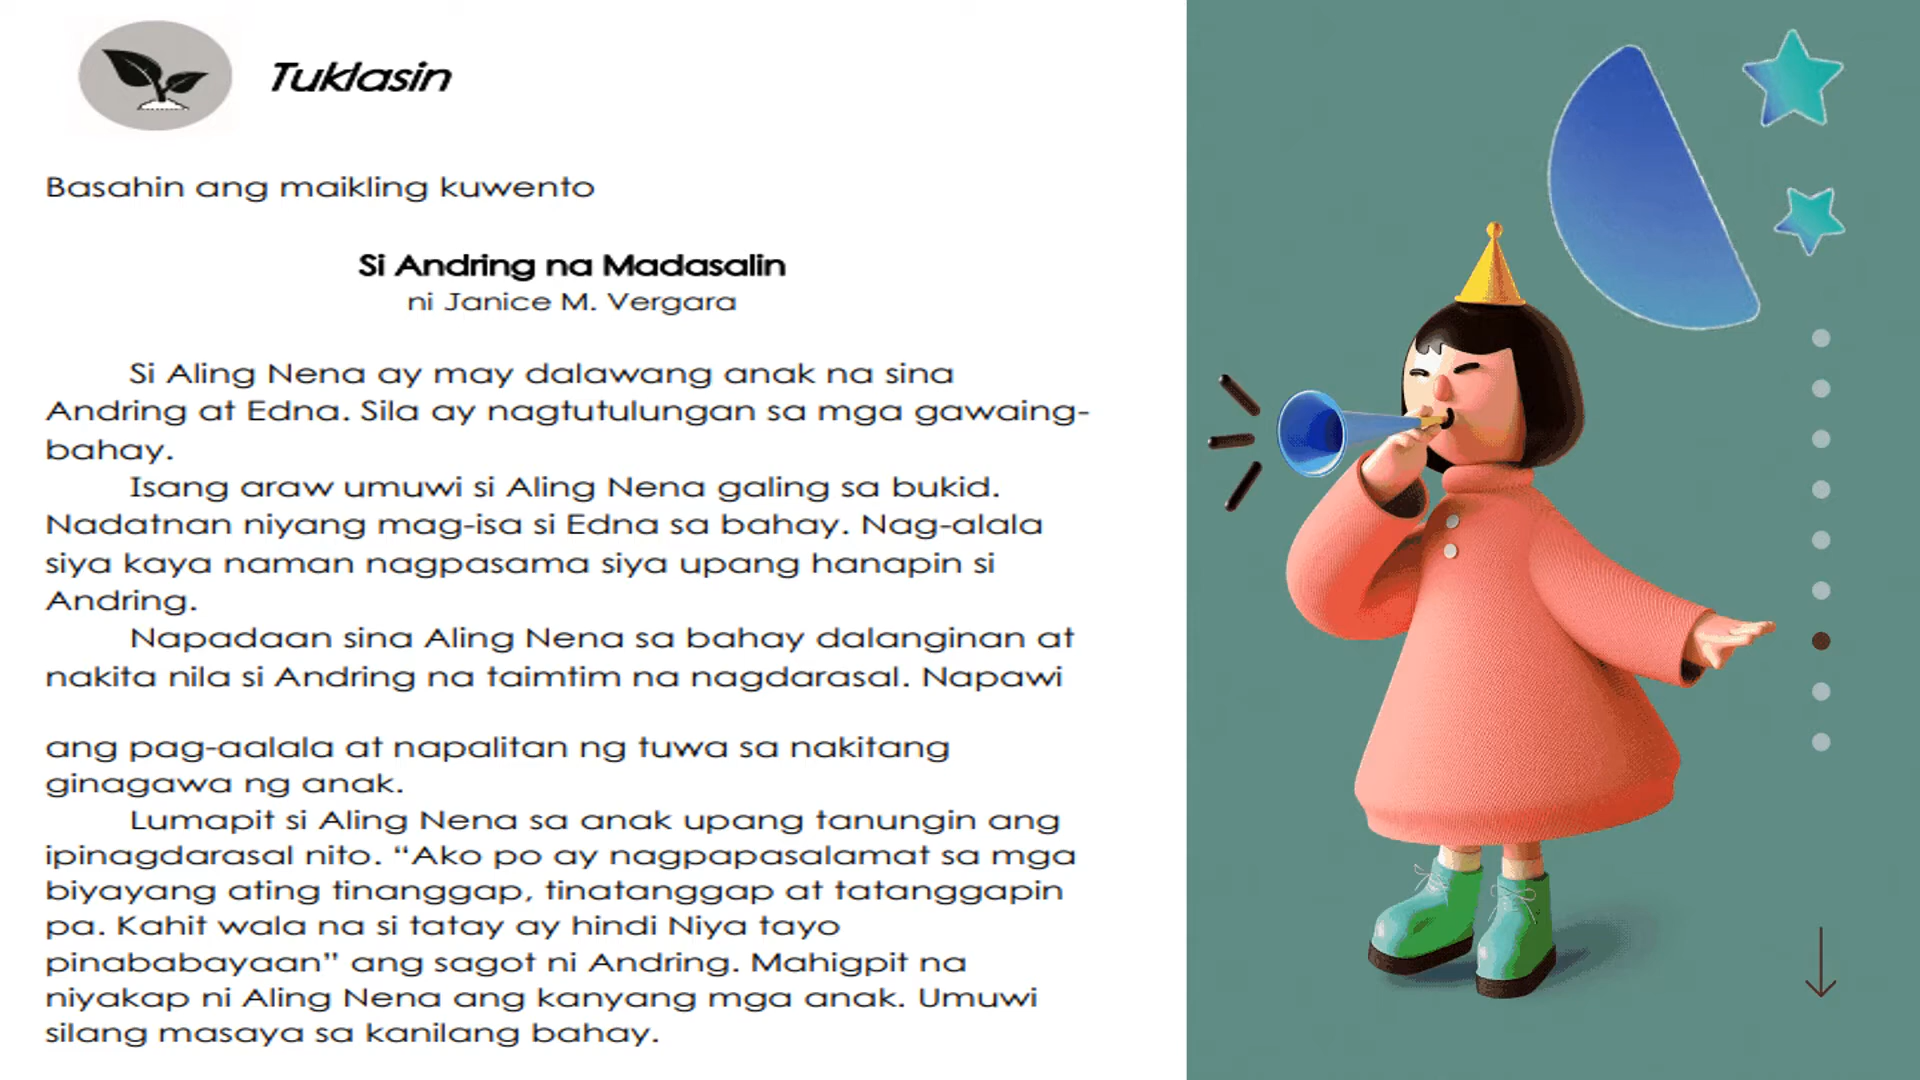 Tuklasin
Basahin ang maikling kuwento
Si Andring na Madasalin
ni Janice M. Vergara
Si Aling Nena ay may dalawang anak na sina
Andring at Edna. Sila ay nagtutulungan sa mga gawaing-
bahay.
Isang araw umuwi si Aling Nena galing sa bukid.
Nadatnan niyang mag-isa si Edna sa bahay. Nag-alala
siya kaya naman nagpasama siya upang hanapin si
Andring.
Napadaan sina Aling Nena sa bahay dalanginan at
nakita nila si Andring na taimtim na nagdarasal. Napawi
ang pag-aalala at napalitan ng tuwa sa nakitang
ginagawa ng anak.
Lumapit si Aling Nena sa anak upang tanungin ang
ipinagdarasal nito. “Ako po ay nagpapasalamat sa mga
biyayang ating tinanggap, tinatanggap at tatanggapin
pa. Kahit wala na si tatay ay hindi Niya tayo
pinababayaan” ang sagot ni Andring. Mahigpit na
niyakap ni Aling Nena ang kanyang mga anak. Umuwi
silang masaya sa kanilang bahay.